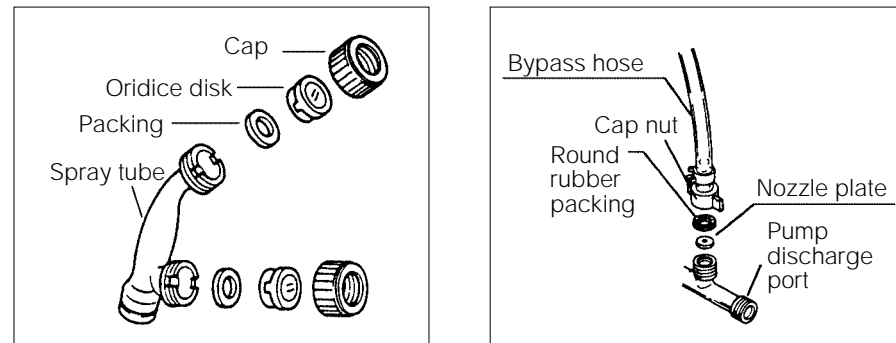 Cap
Oridice disk
Packing
Spray tube
Bypass hose
Cap nut
Round
rubber
packing
Nozzle plate
Pump
discharge
port